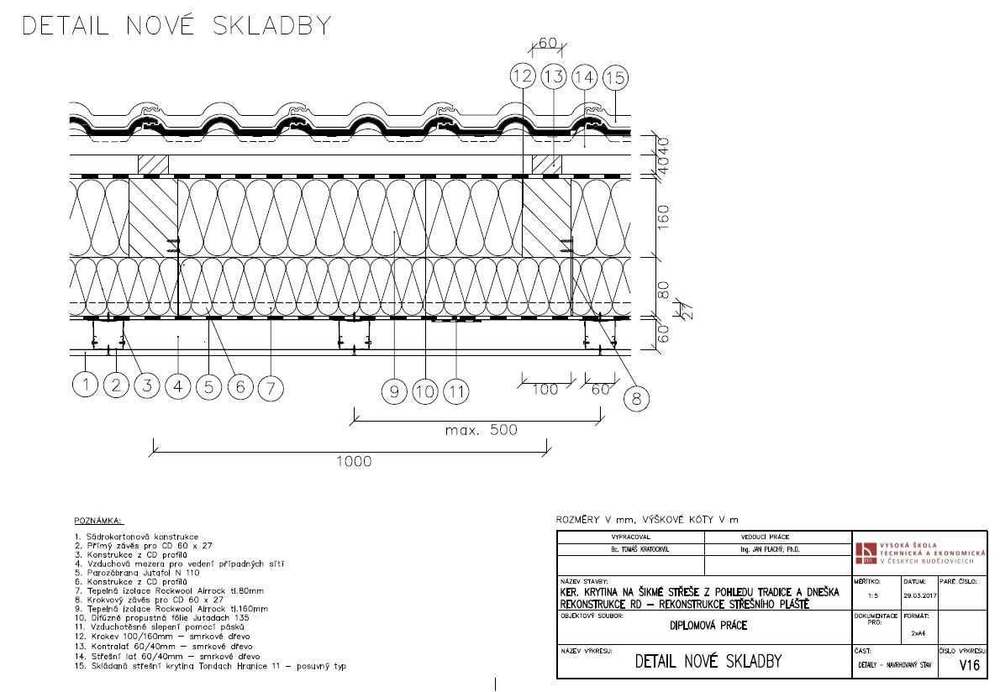 DETAIL NOVÉ SKLADBY
60
12 13 14 15
40
40
160
80
27
60
1 2 3 4 5 6 7 9 10 11
100 60
8
max. 500
1000
POZNÁMKA:
1. Sádrokartonová konstrukce
2. Přímý závěs pro CD 60 x 27
3. Konstrukce z CD profilů
4. Vzduchová mezera pro vedení případných sítí
5. Parozábrana Jutafol N 110
6. Konstrukce z CD profilů
7. Tepelná izolace Rockwool Airrock tl.80mm
8. Krokvový závěs pro CD 60 x 27
9. Tepelná izolace Rockwool Airrock tl.160mm
10. Difúzně propustná fólie Jutadach 135
11. Vzduchotěsné slepení pomocí pásků
12. Krokev 100/160mm – smrkové dřevo
13. Kontralať 60/40mm – smrkové dřevo
14. Střešní lať 60/40mm – smrkové dřevo
15. Skládaná střešní krytina Tondach Hranice 11 – posuvný typ
ROZMĚRY V mm, VÝŠKOVÉ KÓTY V m
VYPRACOVAL
VEDOUCÍ PRÁCE
Bc. TOMÁŠ KRATOCHVÍL
Ing. JAN PLACHÝ, Ph.D.
VYSOKÁ ŠKOLA
TECHNICKÁ A EKONOMICKÁ
V ČESKÝCH BUDĚJOVICÍCH
NÁZEV STAVBY:
KER. KRYTINA NA ŠIKMÉ STŘEŠE Z POHLEDU TRADICE A DNEŠKA
REKONSTRUKCE RD – REKONSTRUKCE STŘEŠNÍHO PLÁŠTĚ
MĚŘÍTKO:
1:5
DATUM:
29.03.2017
PARÉ ČÍSLO:
OBJEKTOVÝ SOUBOR:
DIPLOMOVÁ PRÁCE
DOKUMENTACE
PRO:
FORMÁT:
2xA4
NÁZEV VÝKRESU:
DETAIL NOVÉ SKLADBY
ČÁST:
DETAILY – NAVRHOVANÝ STAV
ČÍSLO VÝKRESU:
V16